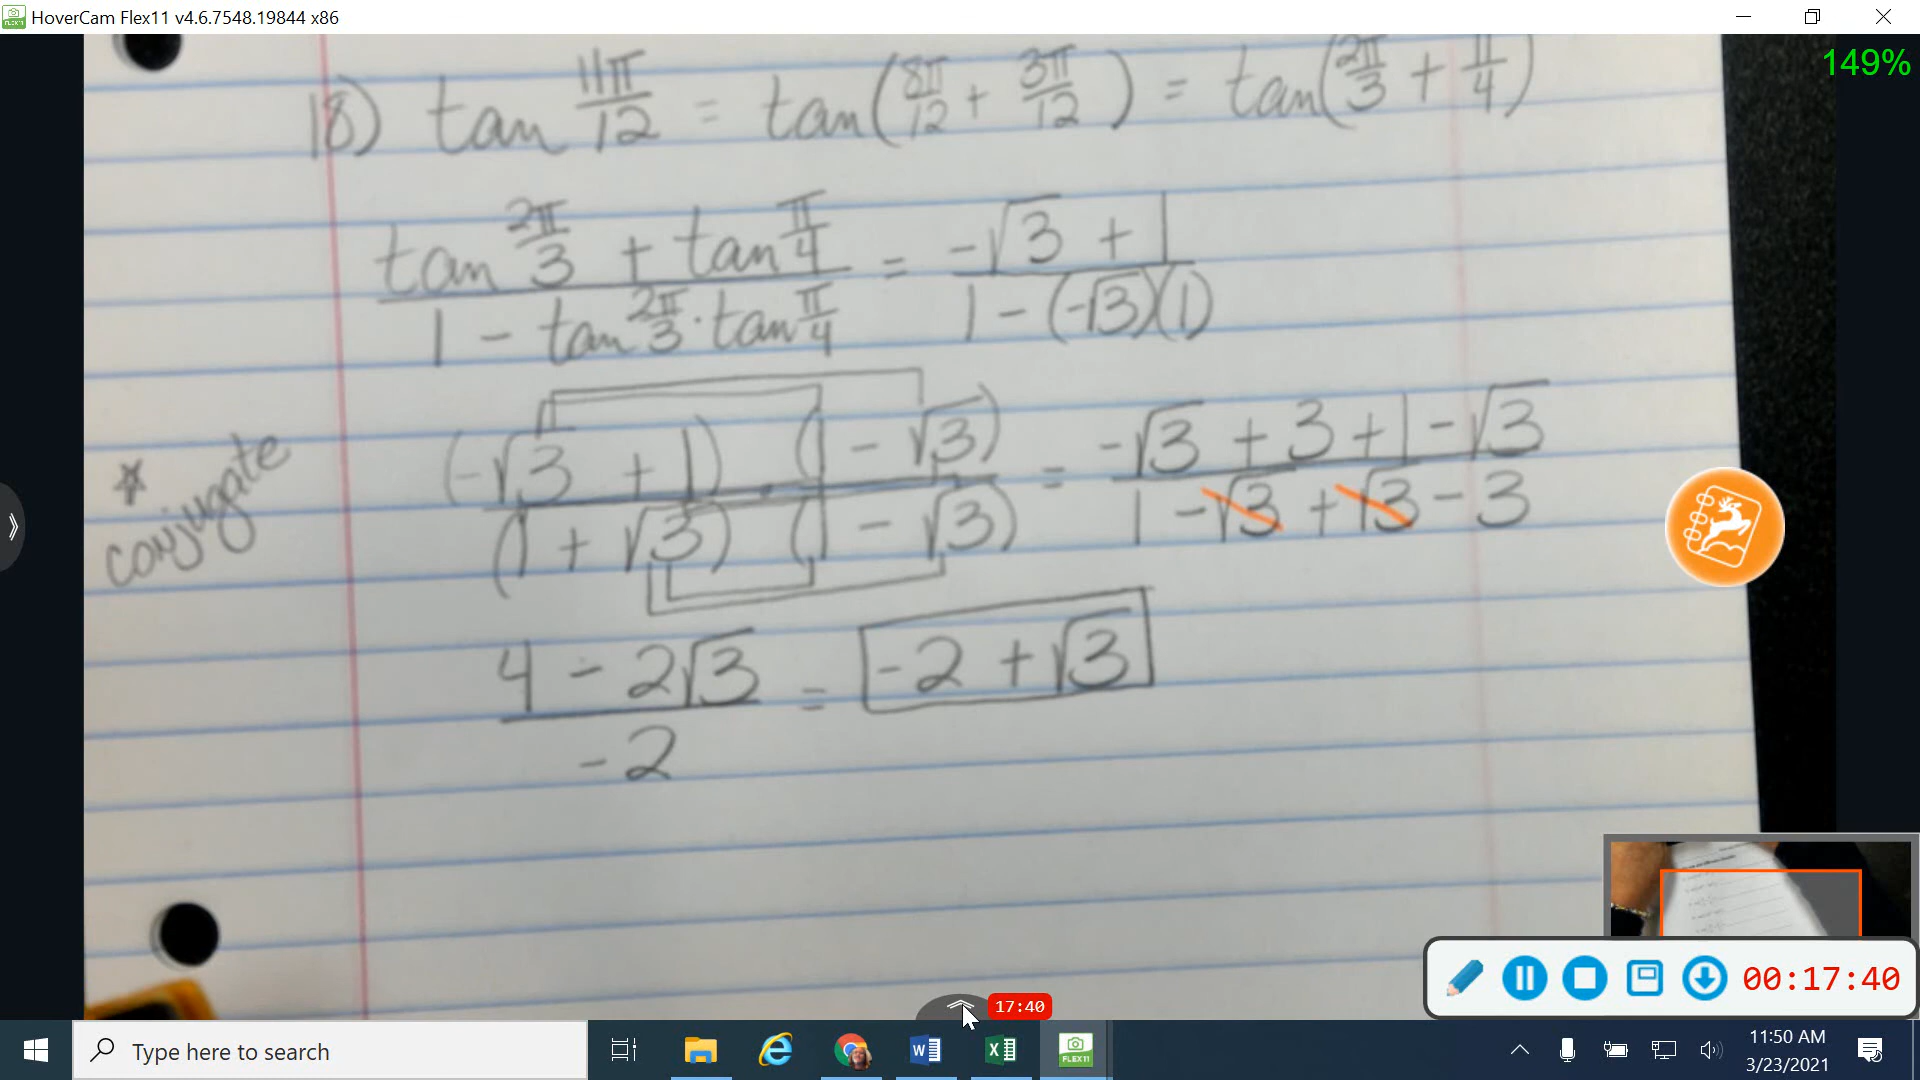 HoverCam Flex11 v4.6.7548.19844 x86
149%
18) tan 11π/12 = tan(8π/12 + 3π/12) = tan(2π/3 + π/4)
tan 2π/3 + tan π/4 / 1 - tan 2π/3 · tan π/4 = -√3 + 1 / 1 - (-√3)(1)
* conjugate
(-√3 + 1) · (1 - √3) / (1 + √3) (1 - √3) = -√3 + 3 + 1 - √3 / 1 - √3 + √3 - 3
4 - 2√3 / -2 = -2 + √3
00:17:40
17:40
Type here to search
FLEX11
11:50 AM
3/23/2021